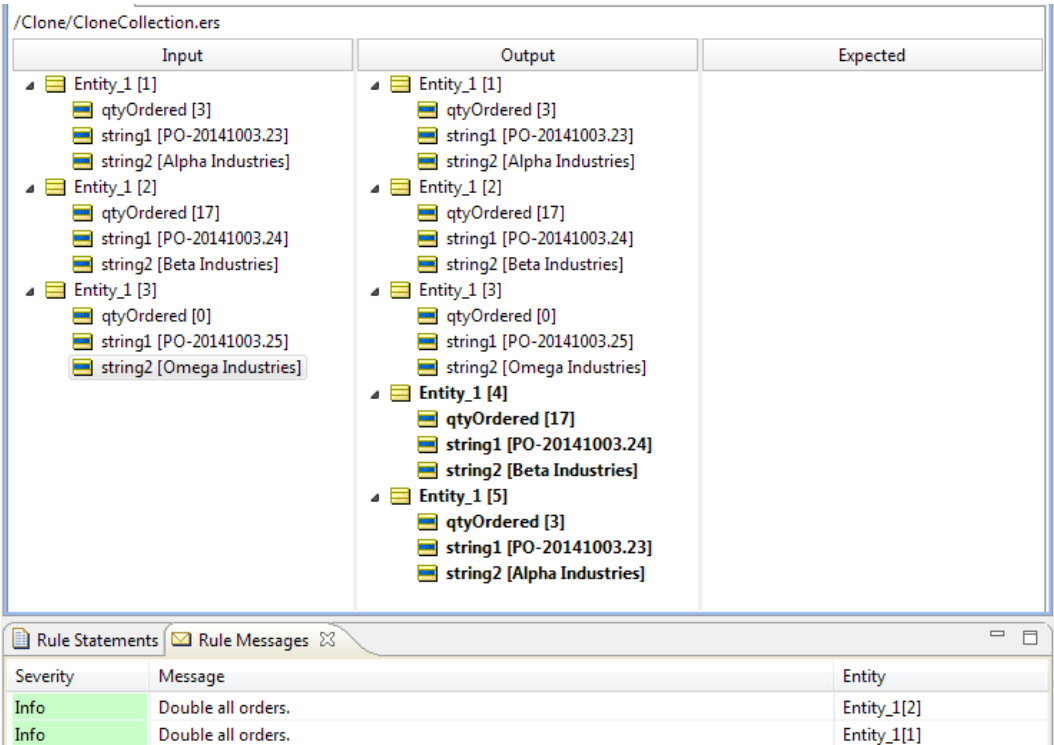 /Clone/CloneCollection.ers
Input
Output
Expected
Entity_1 [1]
qtyOrdered [3]
string1 [PO-20141003.23]
string2 [Alpha Industries]
Entity_1 [2]
qtyOrdered [17]
string1 [PO-20141003.24]
string2 [Beta Industries]
Entity_1 [3]
qtyOrdered [0]
string1 [PO-20141003.25]
string2 [Omega Industries]
Entity_1 [1]
qtyOrdered [3]
string1 [PO-20141003.23]
string2 [Alpha Industries]
Entity_1 [2]
qtyOrdered [17]
string1 [PO-20141003.24]
string2 [Beta Industries]
Entity_1 [3]
qtyOrdered [0]
string1 [PO-20141003.25]
string2 [Omega Industries]
Entity_1 [4]
qtyOrdered [17]
string1 [PO-20141003.24]
string2 [Beta Industries]
Entity_1 [5]
qtyOrdered [3]
string1 [PO-20141003.23]
string2 [Alpha Industries]
Rule Statements
Rule Messages
Severity Message Entity
Info Double all orders. Entity_1[2]
Info Double all orders. Entity_1[1]